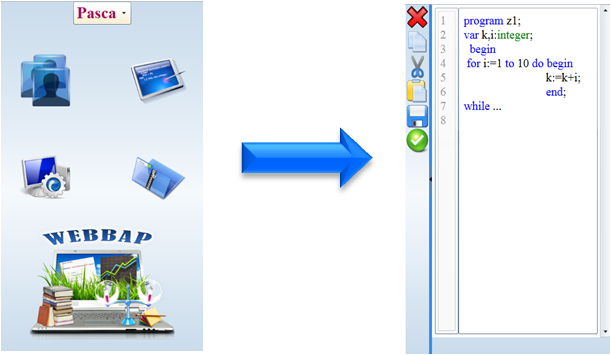 Pasca
WEBBAP
1 program z1;
2 var k,i:integer;
3 begin
4 for i:=1 to 10 do begin
5 k:=k+i;
6 end;
7 while ...
8